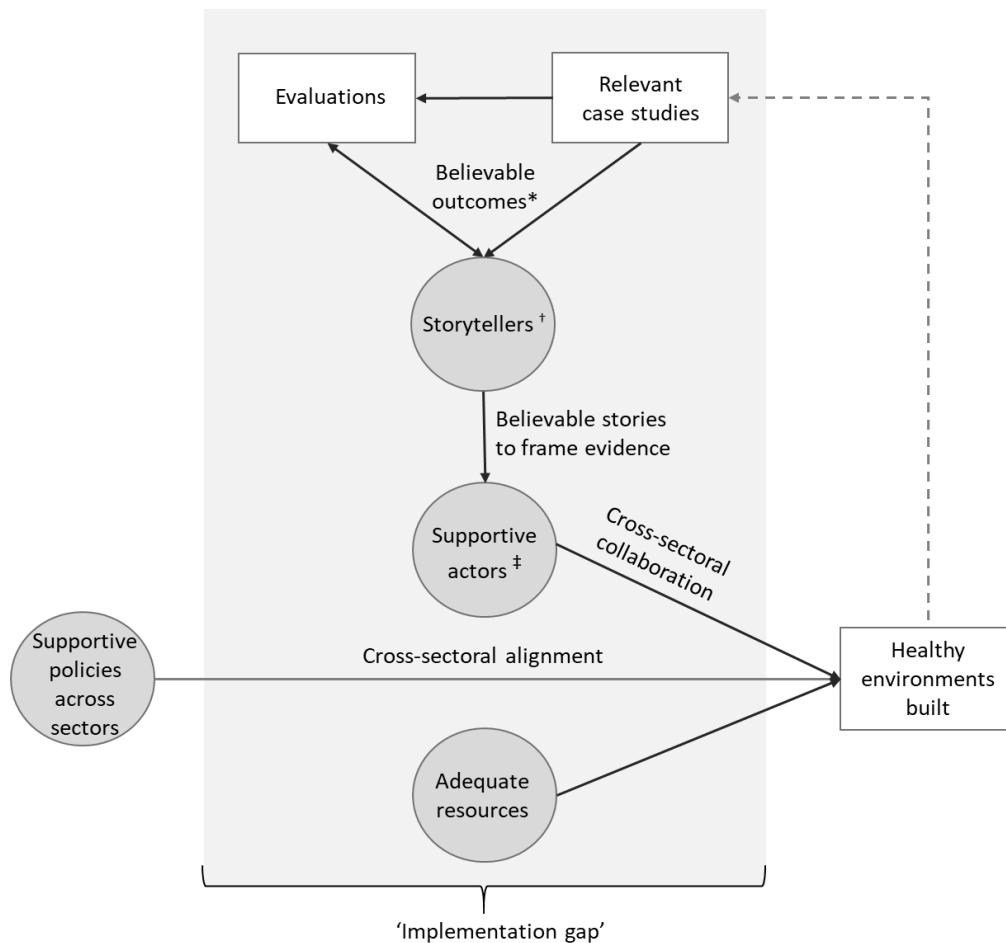 Evaluations
Relevant
case studies
Believable
outcomes*
Storytellers †
Believable stories
to frame evidence
Supportive
actors ‡
Cross-sectoral
collaboration
Supportive
policies
across
sectors
Cross-sectoral alignment
Healthy
environments
built
Adequate
resources
‘Implementation gap’